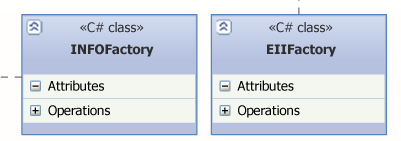 «C# class»
INFOFactory
Attributes
Operations
«C# class»
EIIFactory
Attributes
Operations